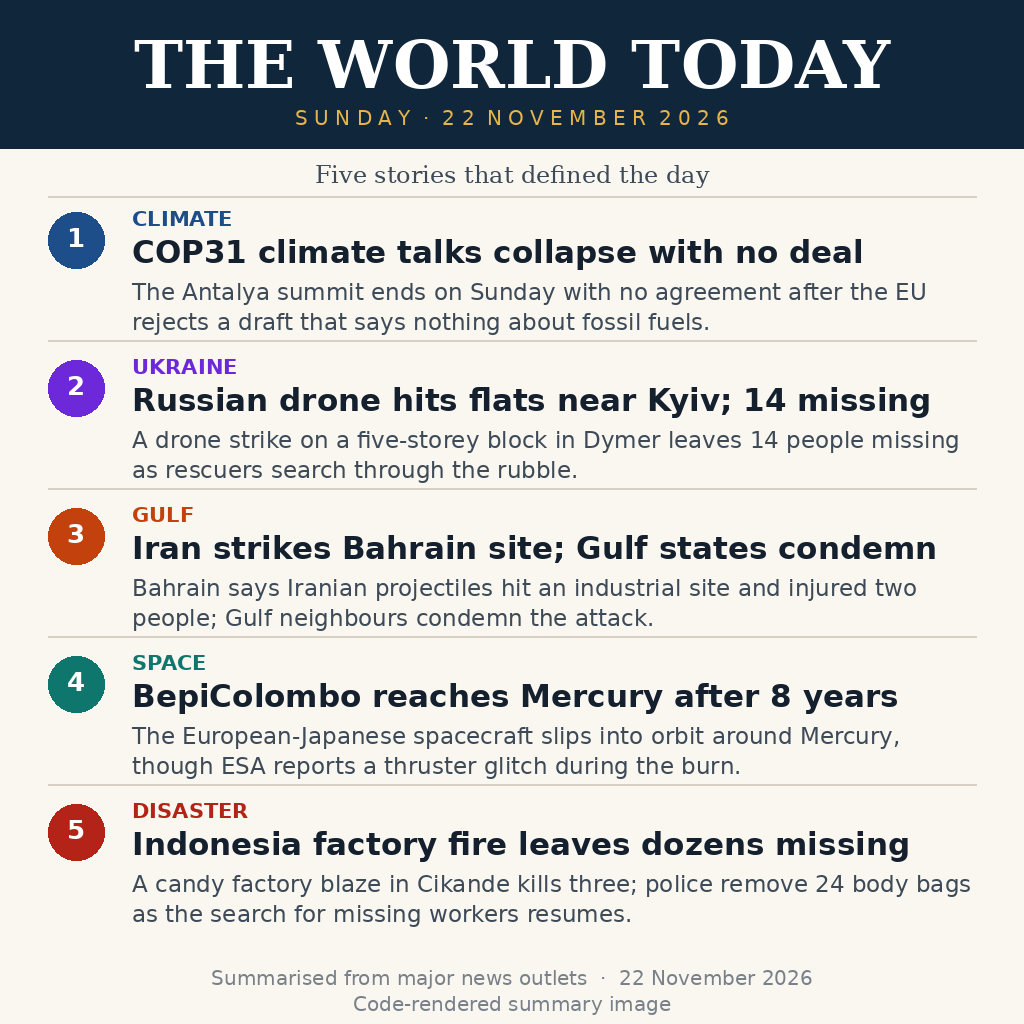 THE WORLD TODAY
SUNDAY · 22 NOVEMBER 2026
Five stories that defined the day
1
CLIMATE
COP31 climate talks collapse with no deal
The Antalya summit ends on Sunday with no agreement after the EU
rejects a draft that says nothing about fossil fuels.
2
UKRAINE
Russian drone hits flats near Kyiv; 14 missing
A drone strike on a five-storey block in Dymer leaves 14 people missing
as rescuers search through the rubble.
3
GULF
Iran strikes Bahrain site; Gulf states condemn
Bahrain says Iranian projectiles hit an industrial site and injured two
people; Gulf neighbours condemn the attack.
4
SPACE
BepiColombo reaches Mercury after 8 years
The European-Japanese spacecraft slips into orbit around Mercury,
though ESA reports a thruster glitch during the burn.
5
DISASTER
Indonesia factory fire leaves dozens missing
A candy factory blaze in Cikande kills three; police remove 24 body bags
as the search for missing workers resumes.
Summarised from major news outlets · 22 November 2026
Code-rendered summary image